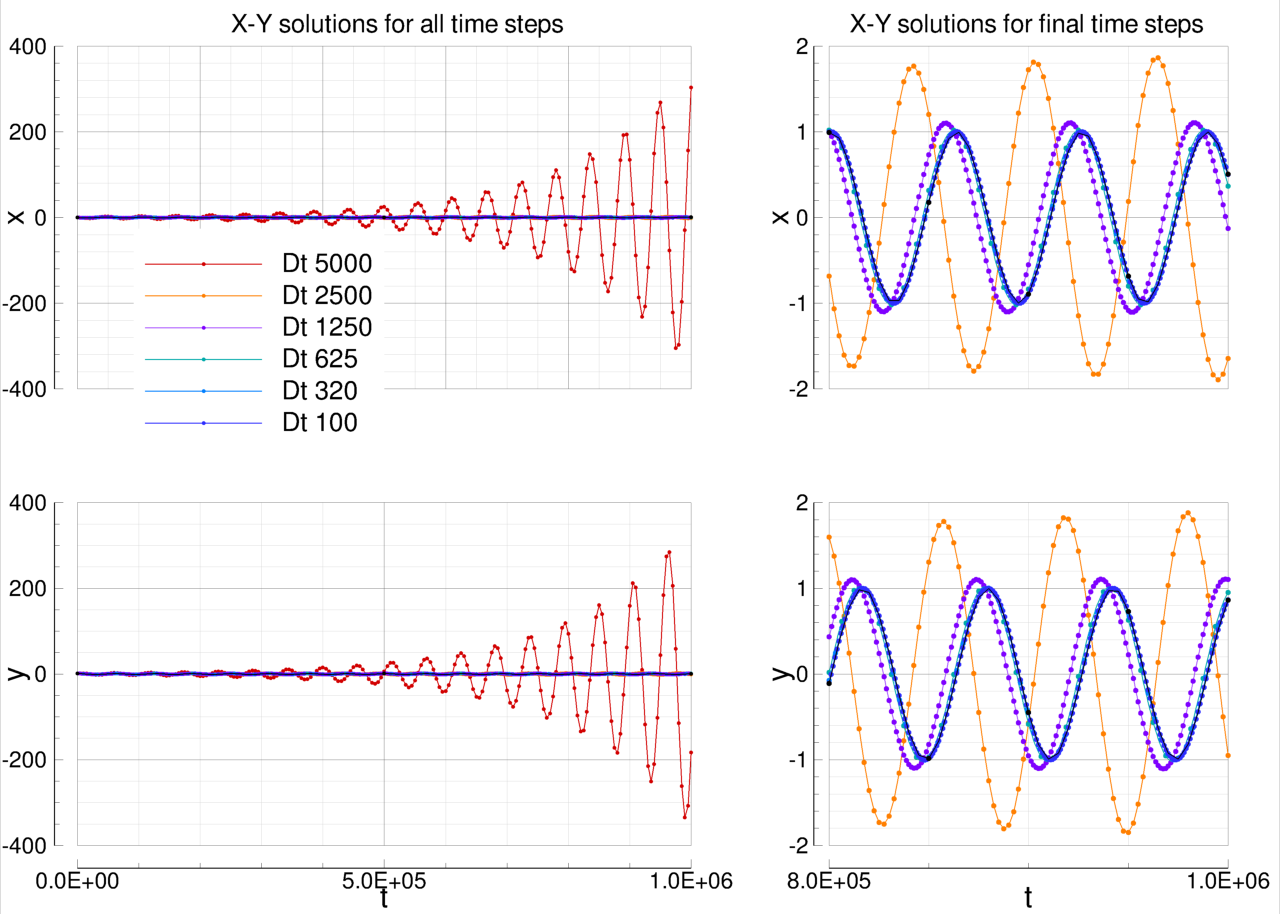 X-Y solutions for all time steps
X-Y solutions for final time steps
400
200
0
-200
-400
x
2
1
0
-1
-2
x
Dt 5000
Dt 2500
Dt 1250
Dt 625
Dt 320
Dt 100
400
200
0
-200
-400
y
2
1
0
-1
-2
y
0.0E+00
5.0E+05
1.0E+06
t
8.0E+05
1.0E+06
t